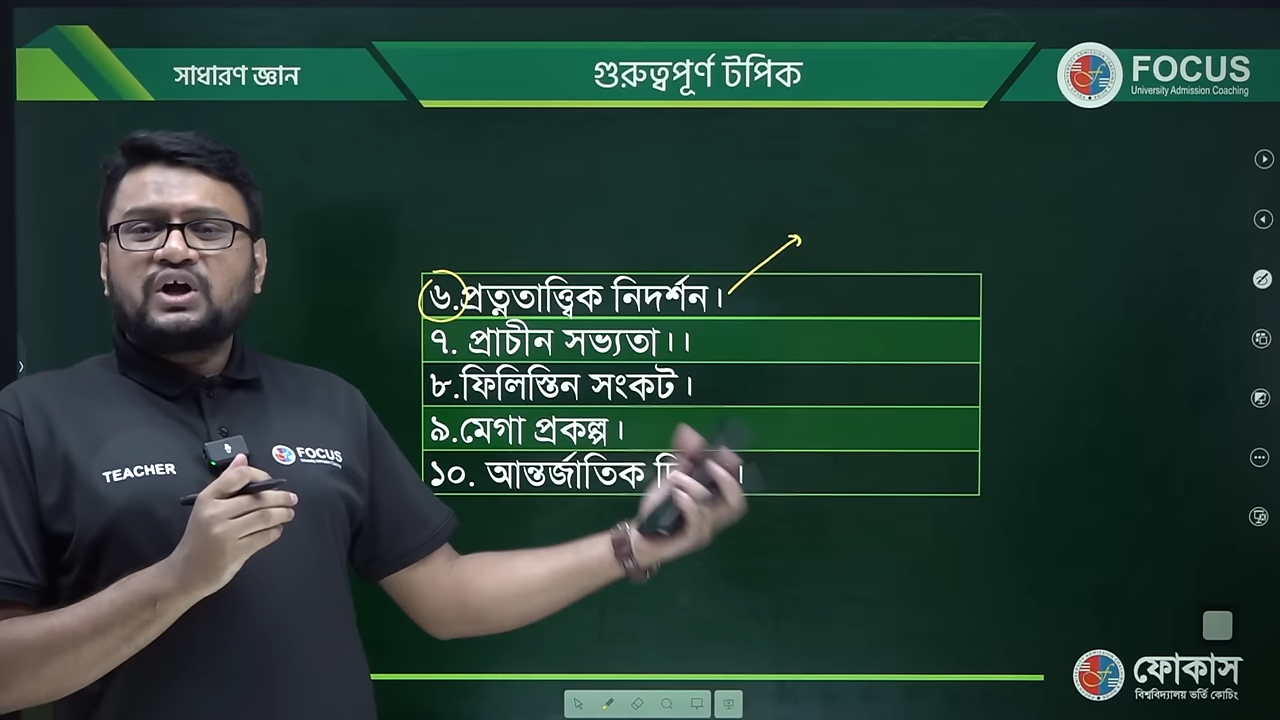 সাধারণ জ্ঞান
গুরুত্বপূর্ণ টপিক
FOCUS
University Admission Coaching
৬.প্রত্নতাত্ত্বিক নিদর্শন।
৭. প্রাচীন সভ্যতা।।
৮.ফিলিস্তিন সংকট।
৯.মেগা প্রকল্প।
১০. আন্তর্জাতিক
TEACHER
FOCUS
ফোকাস
বিশ্ববিদ্যালয় ভর্তি কোচিং